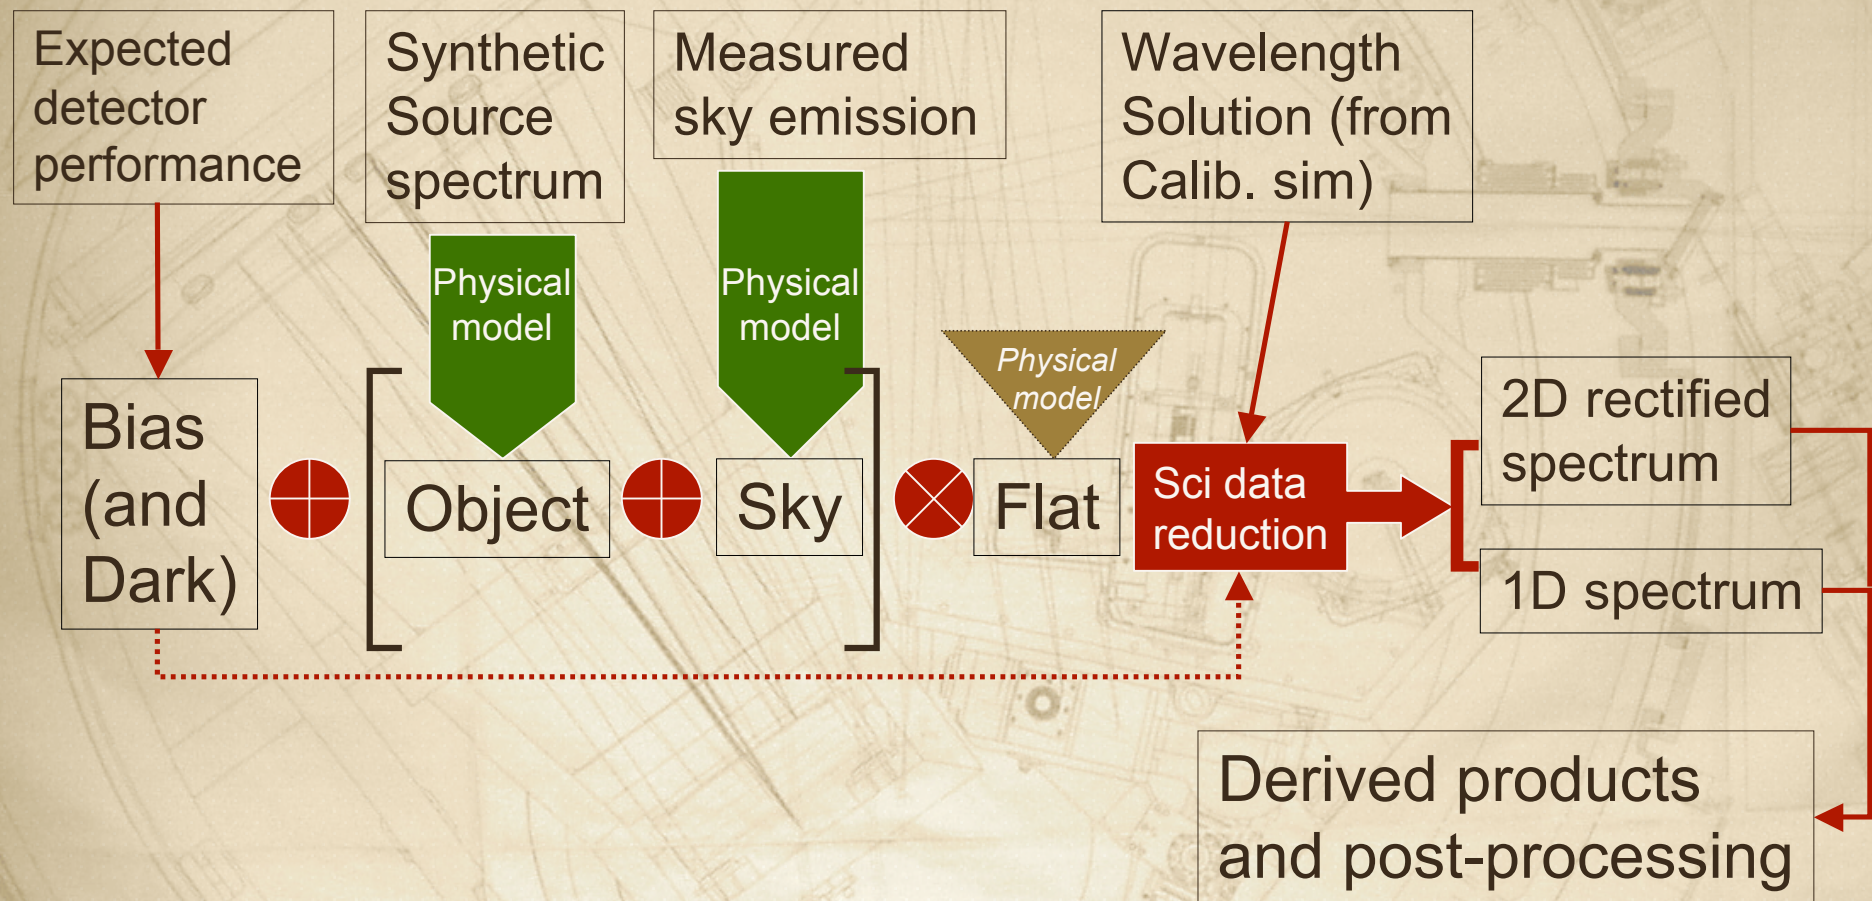 Expected
detector
performance
Synthetic
Source
spectrum
Measured
sky emission
Wavelength
Solution (from
Calib. sim)
Physical
model
Physical
model
Physical
model
Bias
(and
Dark)
Object
Sky
Flat
Sci data
reduction
2D rectified
spectrum
1D spectrum
Derived products
and post-processing